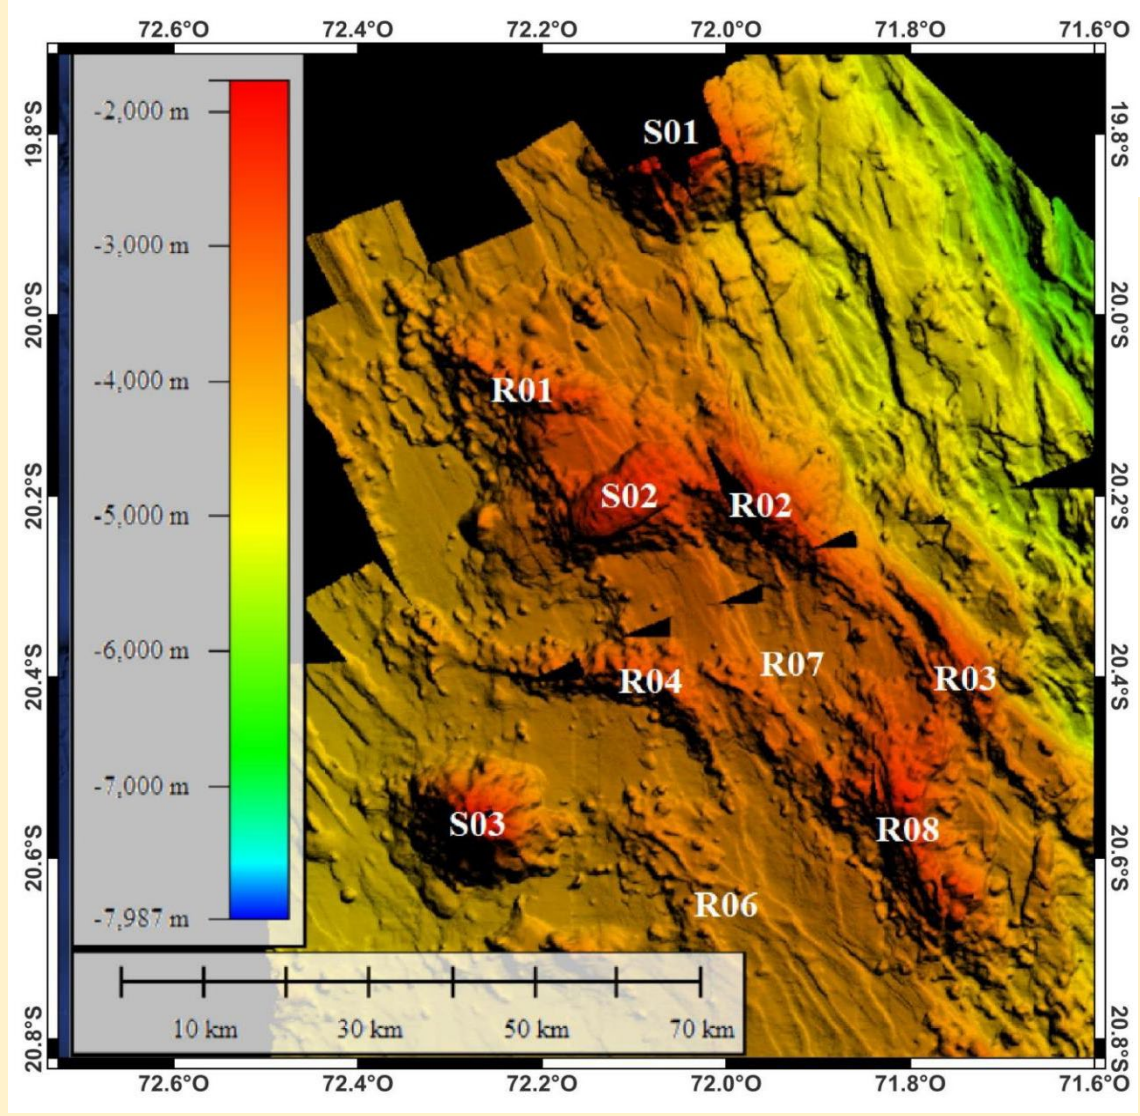 72.6°O 72.4°O 72.2°O 72.0°O 71.8°O 71.6°O
19.8°S
20.0°S
20.2°S
20.4°S
20.6°S
20.8°S
-2,000 m
-3,000 m
-4,000 m
-5,000 m
-6,000 m
-7,000 m
-7,987 m
S01
R01
S02
R02
R07
R04
R03
S03
R08
R06
10 km 30 km 50 km 70 km
19.8°S
20.0°S
20.2°S
20.4°S
20.6°S
20.8°S
72.6°O 72.4°O 72.2°O 72.0°O 71.8°O 71.6°O